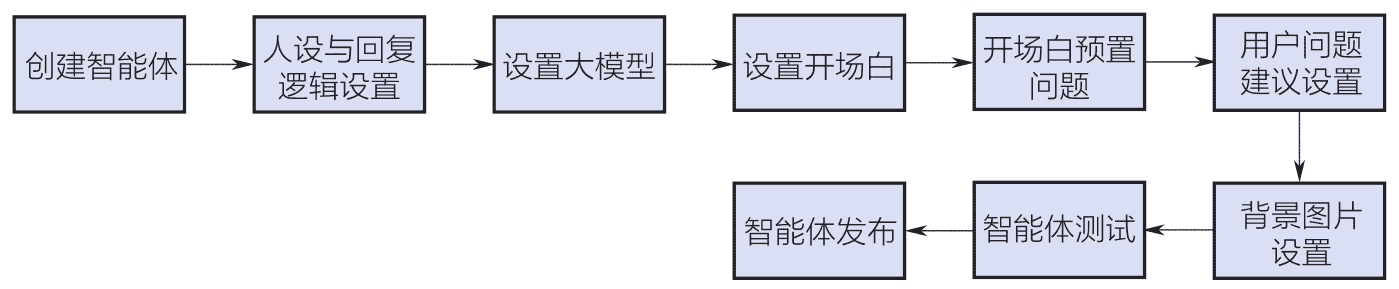 创建智能体
人设与回复
逻辑设置
设置大模型
设置开场白
开场白预置
问题
用户问题
建议设置
背景图片
设置
智能体测试
智能体发布